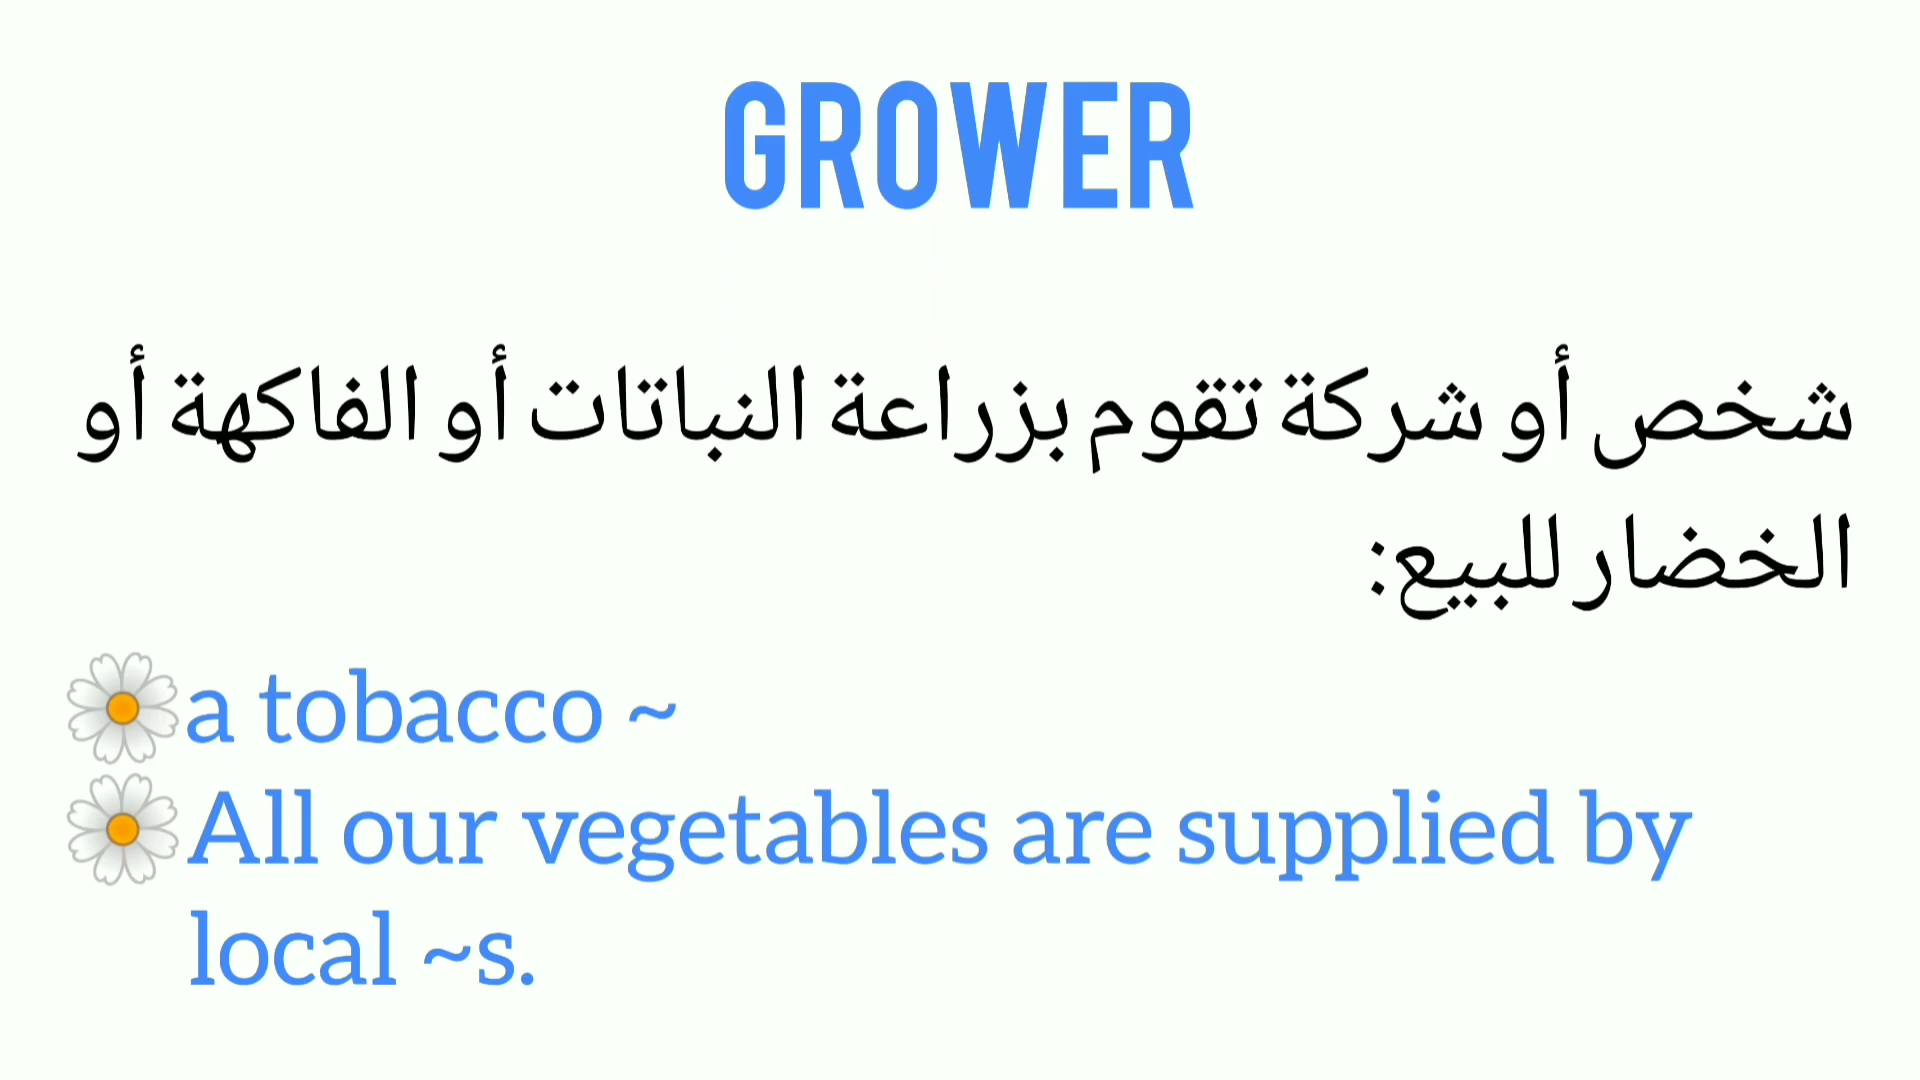 GROWER
شخص أو شركة تقوم بزراعة النباتات أو الفاكهة أو
الخضار للبيع:
a tobacco ~
All our vegetables are supplied by
local ~s.